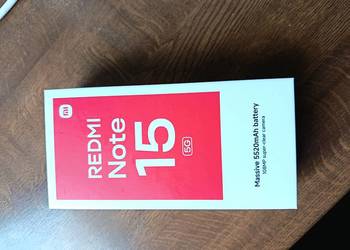 mi
REDMI
Note
15
5G
Massive 5520mAh battery
108MP super-clear camera